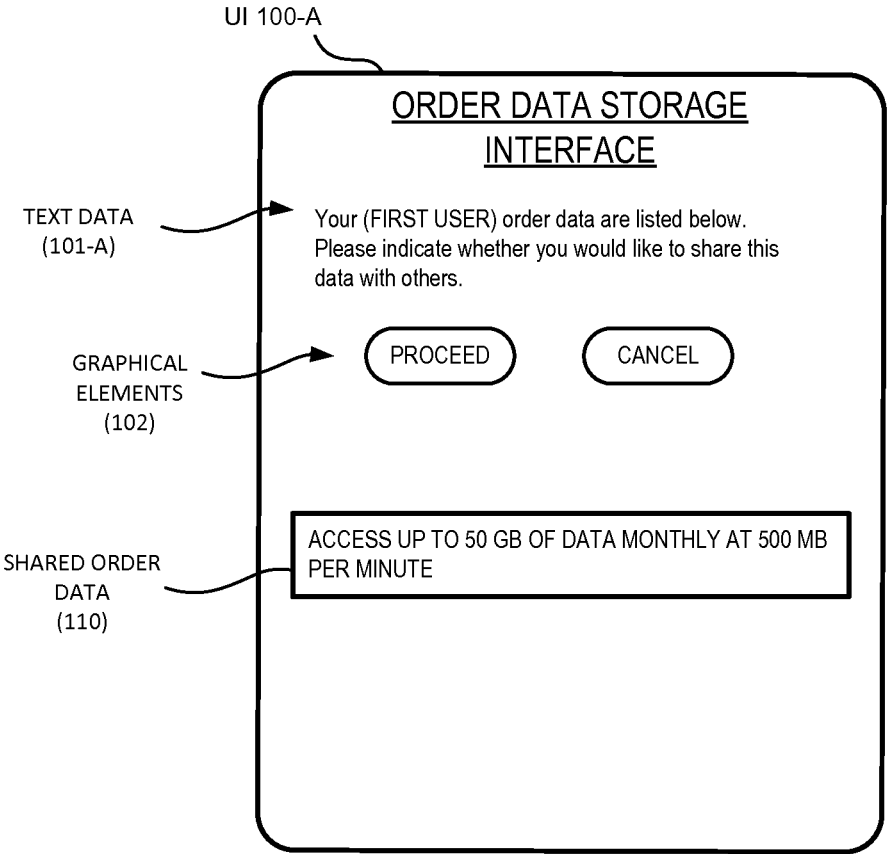 UI 100-A
ORDER DATA STORAGE
INTERFACE
TEXT DATA
(101-A)
Your (FIRST USER) order data are listed below.
Please indicate whether you would like to share this
data with others.
GRAPHICAL
ELEMENTS
(102)
PROCEED
CANCEL
SHARED ORDER
DATA
(110)
ACCESS UP TO 50 GB OF DATA MONTHLY AT 500 MB
PER MINUTE